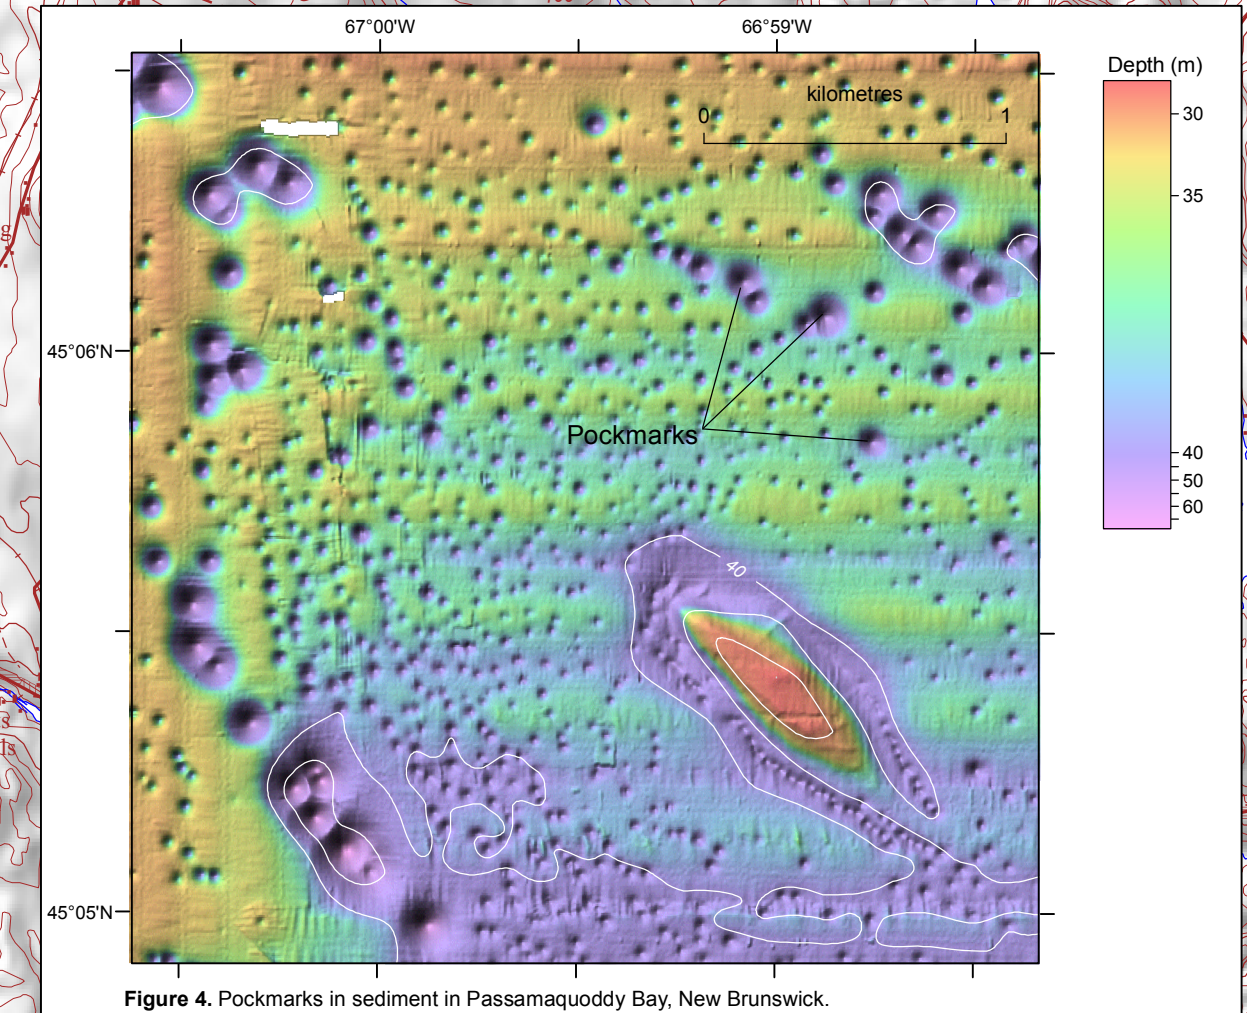 67°00'W
66°59'W
Depth (m)
kilometres
0
1
30
35
45°06'N
Pockmarks
40
50
60
40
45°05'N
Figure 4. Pockmarks in sediment in Passamaquoddy Bay, New Brunswick.